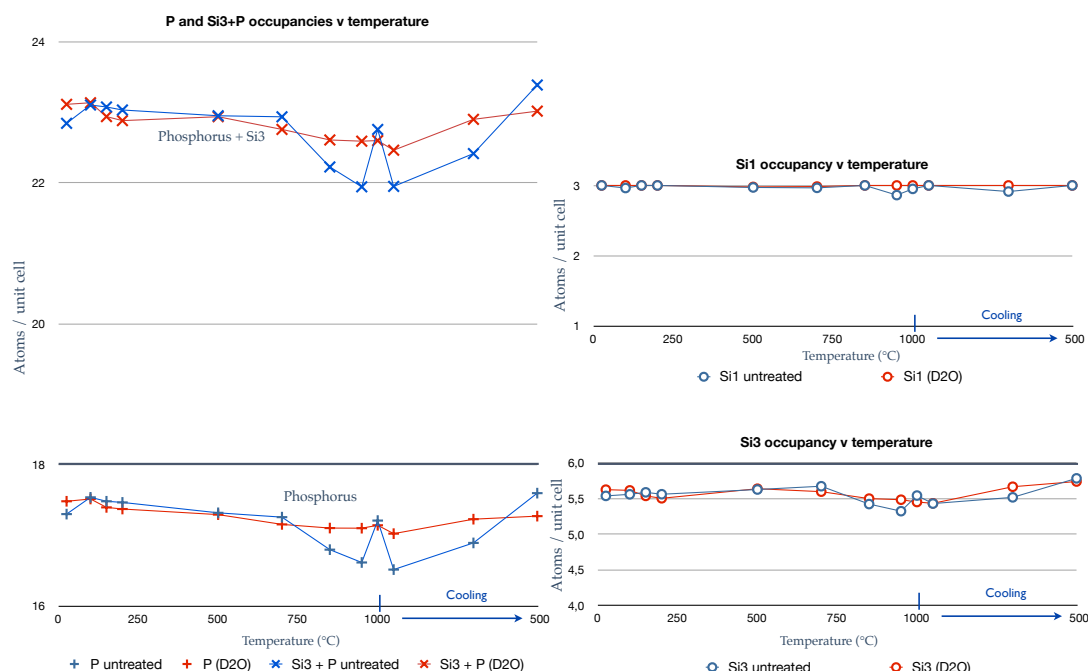 P and Si3+P occupancies v temperature
24
22
20
18
16
Atoms / unit cell
Phosphorus + Si3
Phosphorus
Cooling
0 250 500 750 1000 500
Temperature (°C)
P untreated P (D2O) Si3 + P untreated Si3 + P (D2O)
Si1 occupancy v temperature
3
2
1
Atoms / unit cell
Cooling
0 250 500 750 1000 500
Temperature (°C)
Si1 untreated Si1 (D2O)
Si3 occupancy v temperature
6,0
5,5
5,0
4,5
4,0
Atoms / unit cell
Cooling
0 250 500 750 1000 500
Temperature (°C)
Si3 untreated Si3 (D2O)